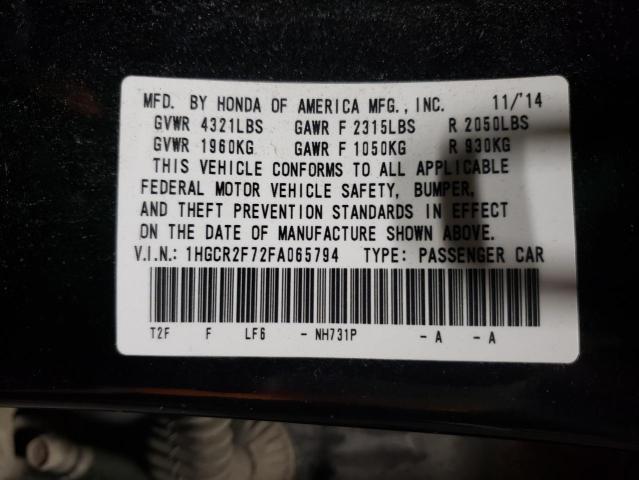 MFD. BY HONDA OF AMERICA MFG., INC. 11/'14
GVWR 4321LBS GAWR F 2315LBS R 2050LBS
GVWR 1960KG GAWR F 1050KG R 930KG
THIS VEHICLE CONFORMS TO ALL APPLICABLE
FEDERAL MOTOR VEHICLE SAFETY, BUMPER,
AND THEFT PREVENTION STANDARDS IN EFFECT
ON THE DATE OF MANUFACTURE SHOWN ABOVE.
V.I.N.: 1HGCR2F72FA065794 TYPE: PASSENGER CAR
T2F F LF6 - NH731P - A - A